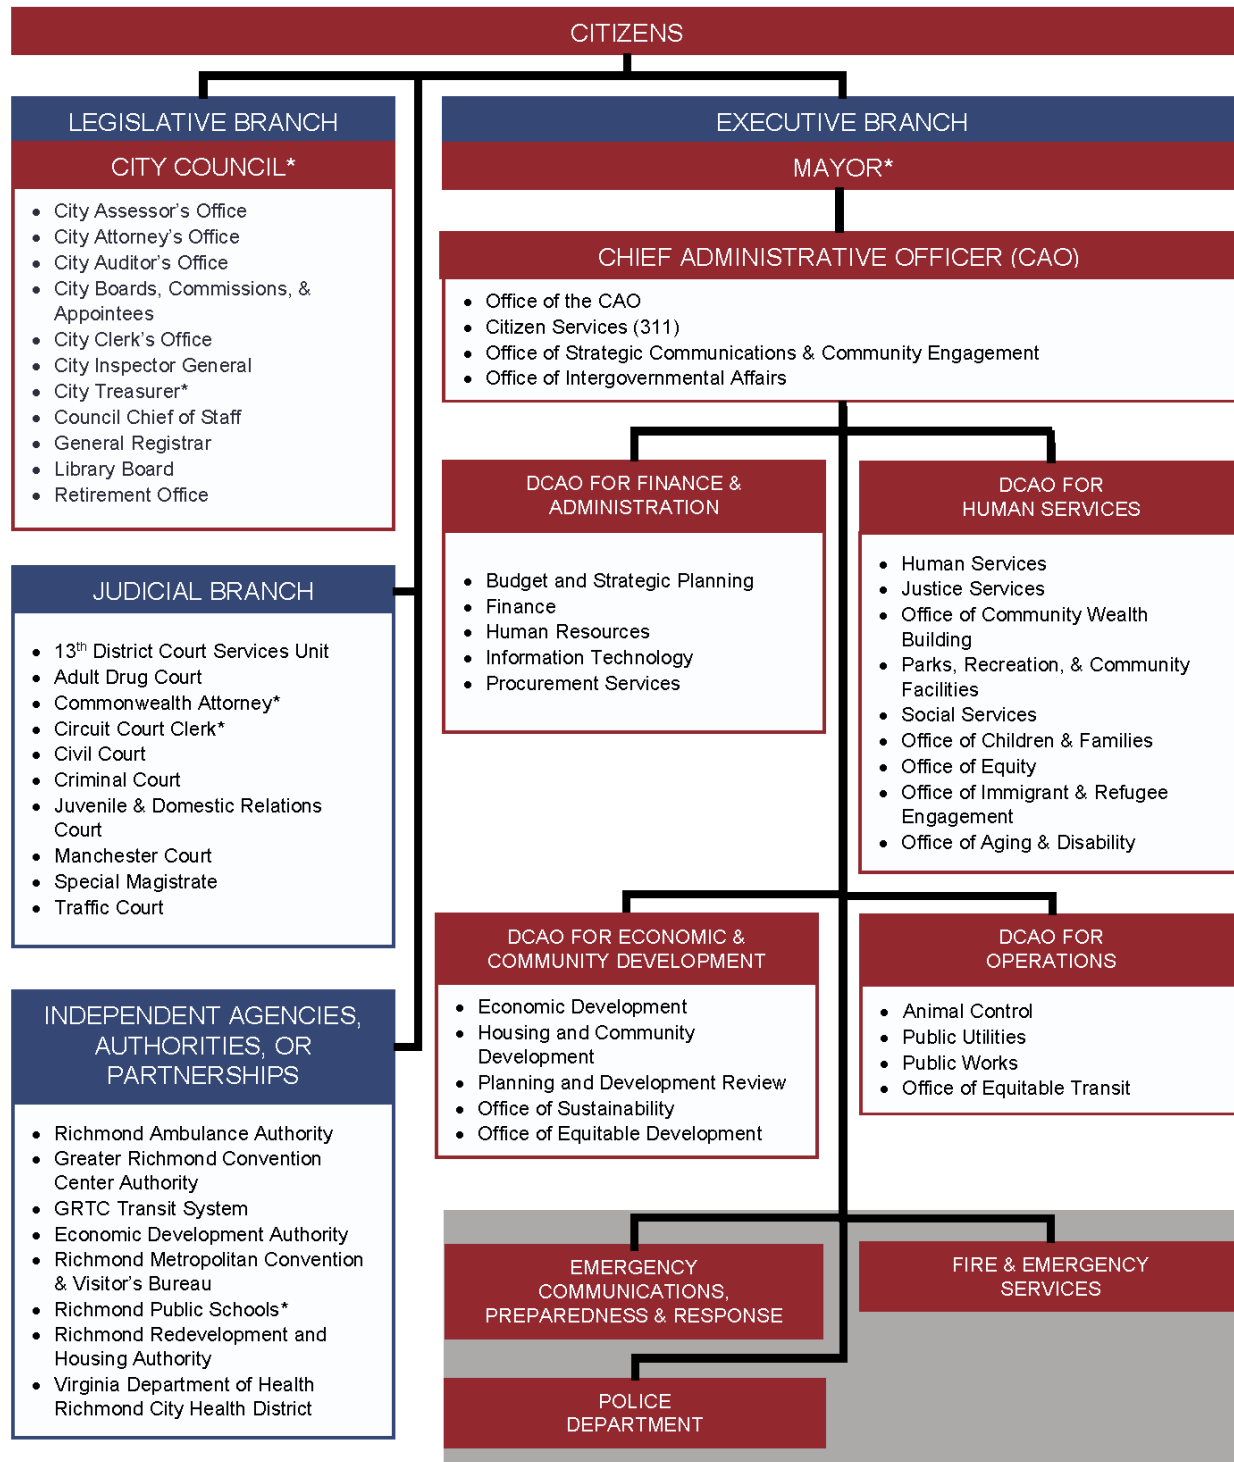 CITIZENS
LEGISLATIVE BRANCH
CITY COUNCIL*
• City Assessor's Office
• City Attorney's Office
• City Auditor's Office
• City Boards, Commissions, &
Appointees
• City Clerk's Office
• City Inspector General
• City Treasurer*
• Council Chief of Staff
• General Registrar
• Library Board
• Retirement Office
JUDICIAL BRANCH
• 13th District Court Services Unit
• Adult Drug Court
• Commonwealth Attorney*
• Circuit Court Clerk*
• Civil Court
• Criminal Court
• Juvenile & Domestic Relations
Court
• Manchester Court
• Special Magistrate
• Traffic Court
INDEPENDENT AGENCIES,
AUTHORITIES, OR
PARTNERSHIPS
• Richmond Ambulance Authority
• Greater Richmond Convention
Center Authority
• GRTC Transit System
• Economic Development Authority
• Richmond Metropolitan Convention
& Visitor's Bureau
• Richmond Public Schools*
• Richmond Redevelopment and
Housing Authority
• Virginia Department of Health
Richmond City Health District
EXECUTIVE BRANCH
MAYOR*
CHIEF ADMINISTRATIVE OFFICER (CAO)
• Office of the CAO
• Citizen Services (311)
• Office of Strategic Communications & Community Engagement
• Office of Intergovernmental Affairs
DCAO FOR FINANCE &
ADMINISTRATION
• Budget and Strategic Planning
• Finance
• Human Resources
• Information Technology
• Procurement Services
DCAO FOR
HUMAN SERVICES
• Human Services
• Justice Services
• Office of Community Wealth
Building
• Parks, Recreation, & Community
Facilities
• Social Services
• Office of Children & Families
• Office of Equity
• Office of Immigrant & Refugee
Engagement
• Office of Aging & Disability
DCAO FOR ECONOMIC &
COMMUNITY DEVELOPMENT
• Economic Development
• Housing and Community
Development
• Planning and Development Review
• Office of Sustainability
• Office of Equitable Development
DCAO FOR
OPERATIONS
• Animal Control
• Public Utilities
• Public Works
• Office of Equitable Transit
EMERGENCY
COMMUNICATIONS,
PREPAREDNESS & RESPONSE
FIRE & EMERGENCY
SERVICES
POLICE
DEPARTMENT